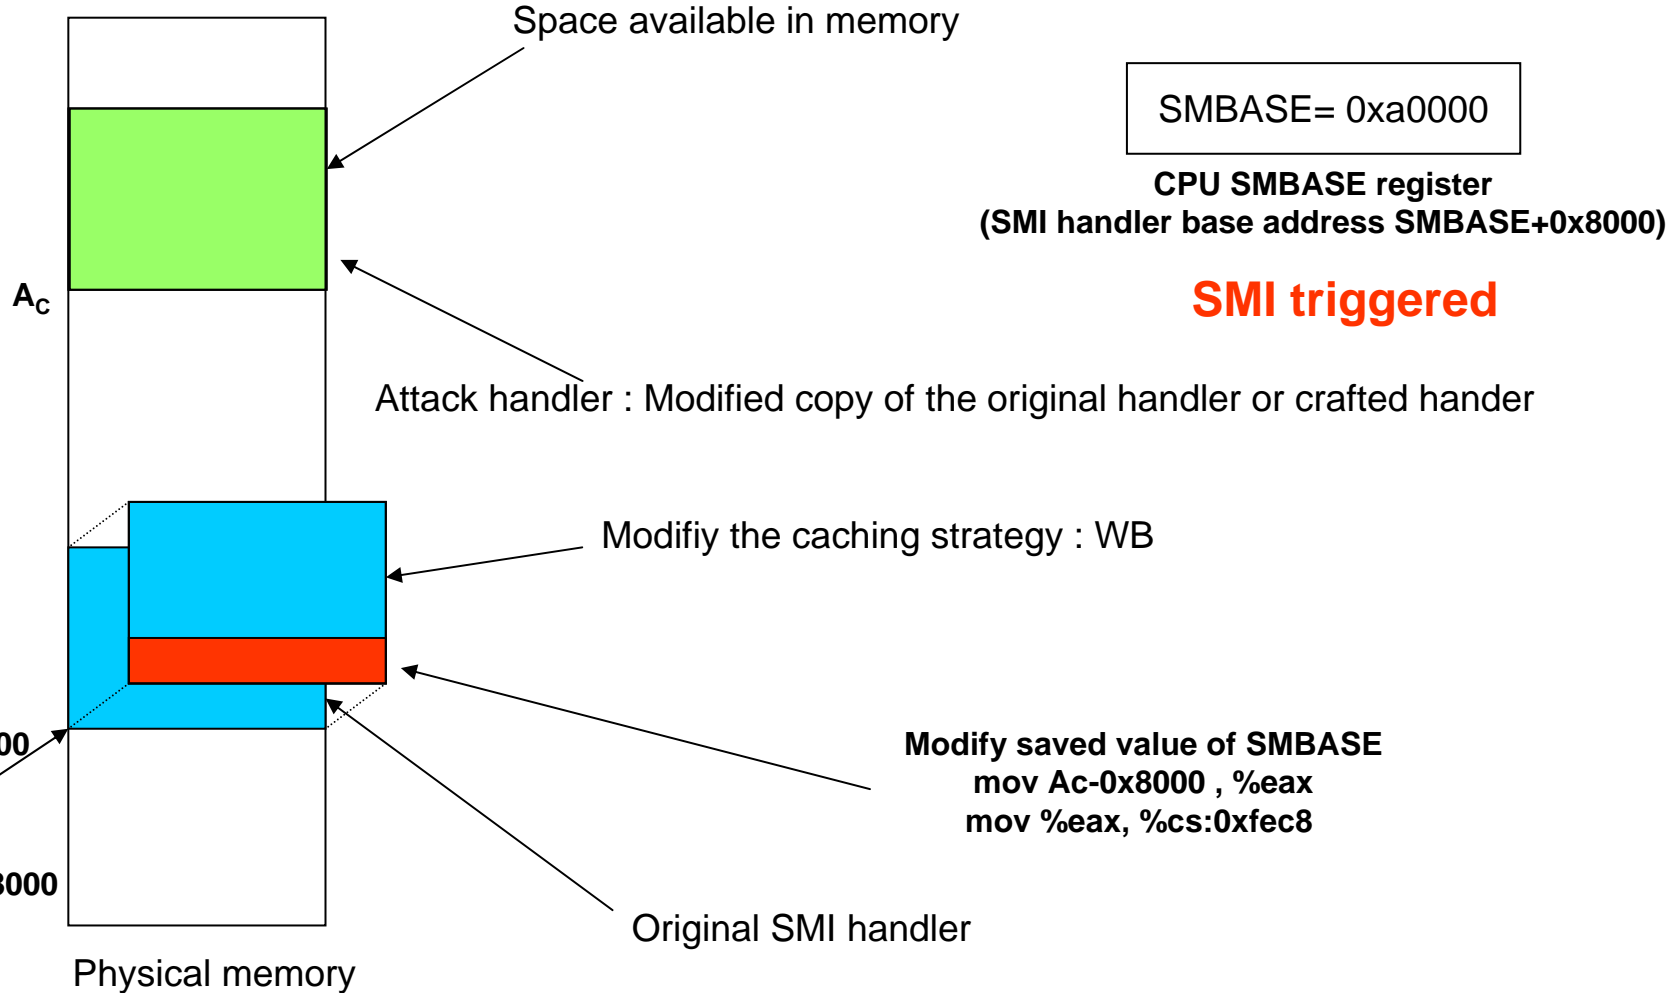 Space available in memory
SMBASE= 0xa0000
CPU SMBASE register
(SMI handler base address SMBASE+0x8000)
SMI triggered
AC
Attack handler : Modified copy of the original handler or crafted hander
Modifiy the caching strategy : WB
Modify saved value of SMBASE
mov Ac-0x8000 , %eax
mov %eax, %cs:0xfec8
Original SMI handler
Physical memory